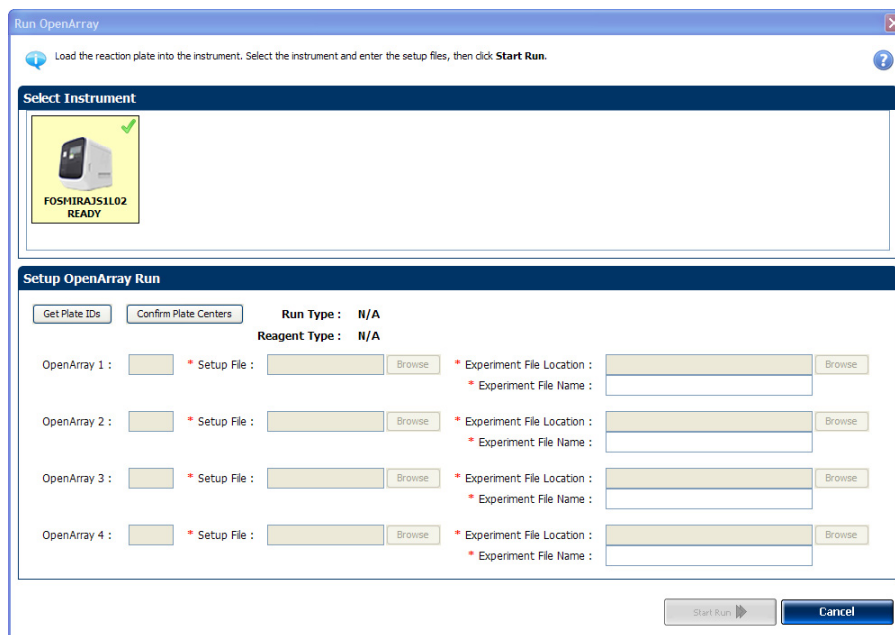 Run OpenArray
Load the reaction plate into the instrument. Select the instrument and enter the setup files, then click Start Run.
Select Instrument
FOSMIRAJS1L02
READY
Setup OpenArray Run
Get Plate IDs Confirm Plate Centers Run Type : N/A
Reagent Type : N/A
OpenArray 1 : * Setup File : Browse * Experiment File Location : Browse
* Experiment File Name :
OpenArray 2 : * Setup File : Browse * Experiment File Location : Browse
* Experiment File Name :
OpenArray 3 : * Setup File : Browse * Experiment File Location : Browse
* Experiment File Name :
OpenArray 4 : * Setup File : Browse * Experiment File Location : Browse
* Experiment File Name :
Start Run Cancel